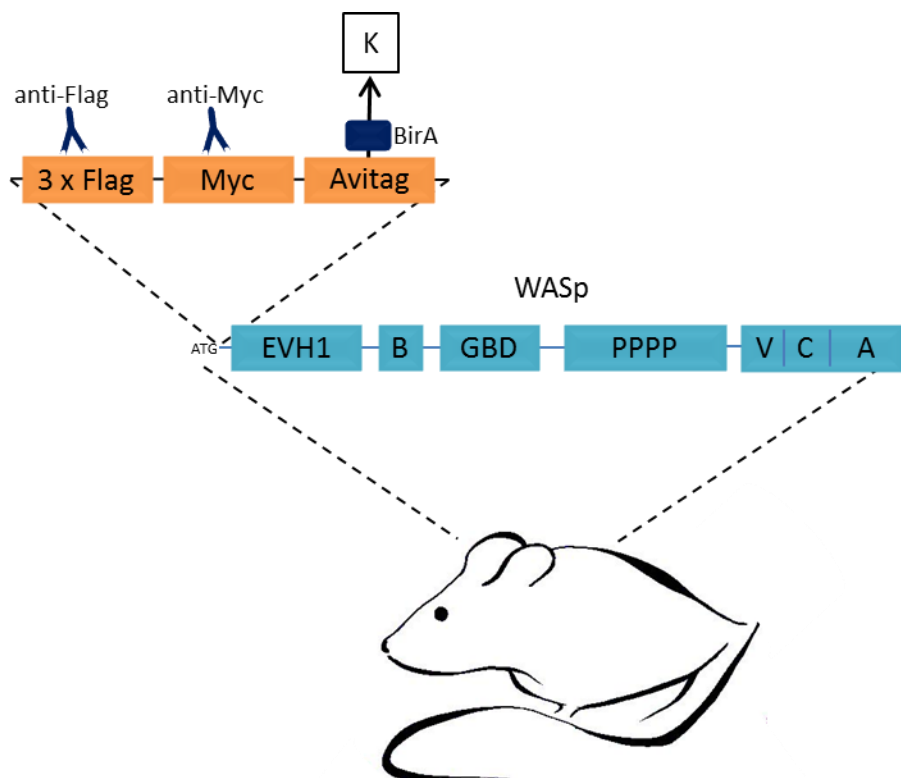 K
anti-Flag anti-Myc
BirA
3 x Flag Myc Avitag
WASp
ATG EVH1 B GBD PPPP V C A